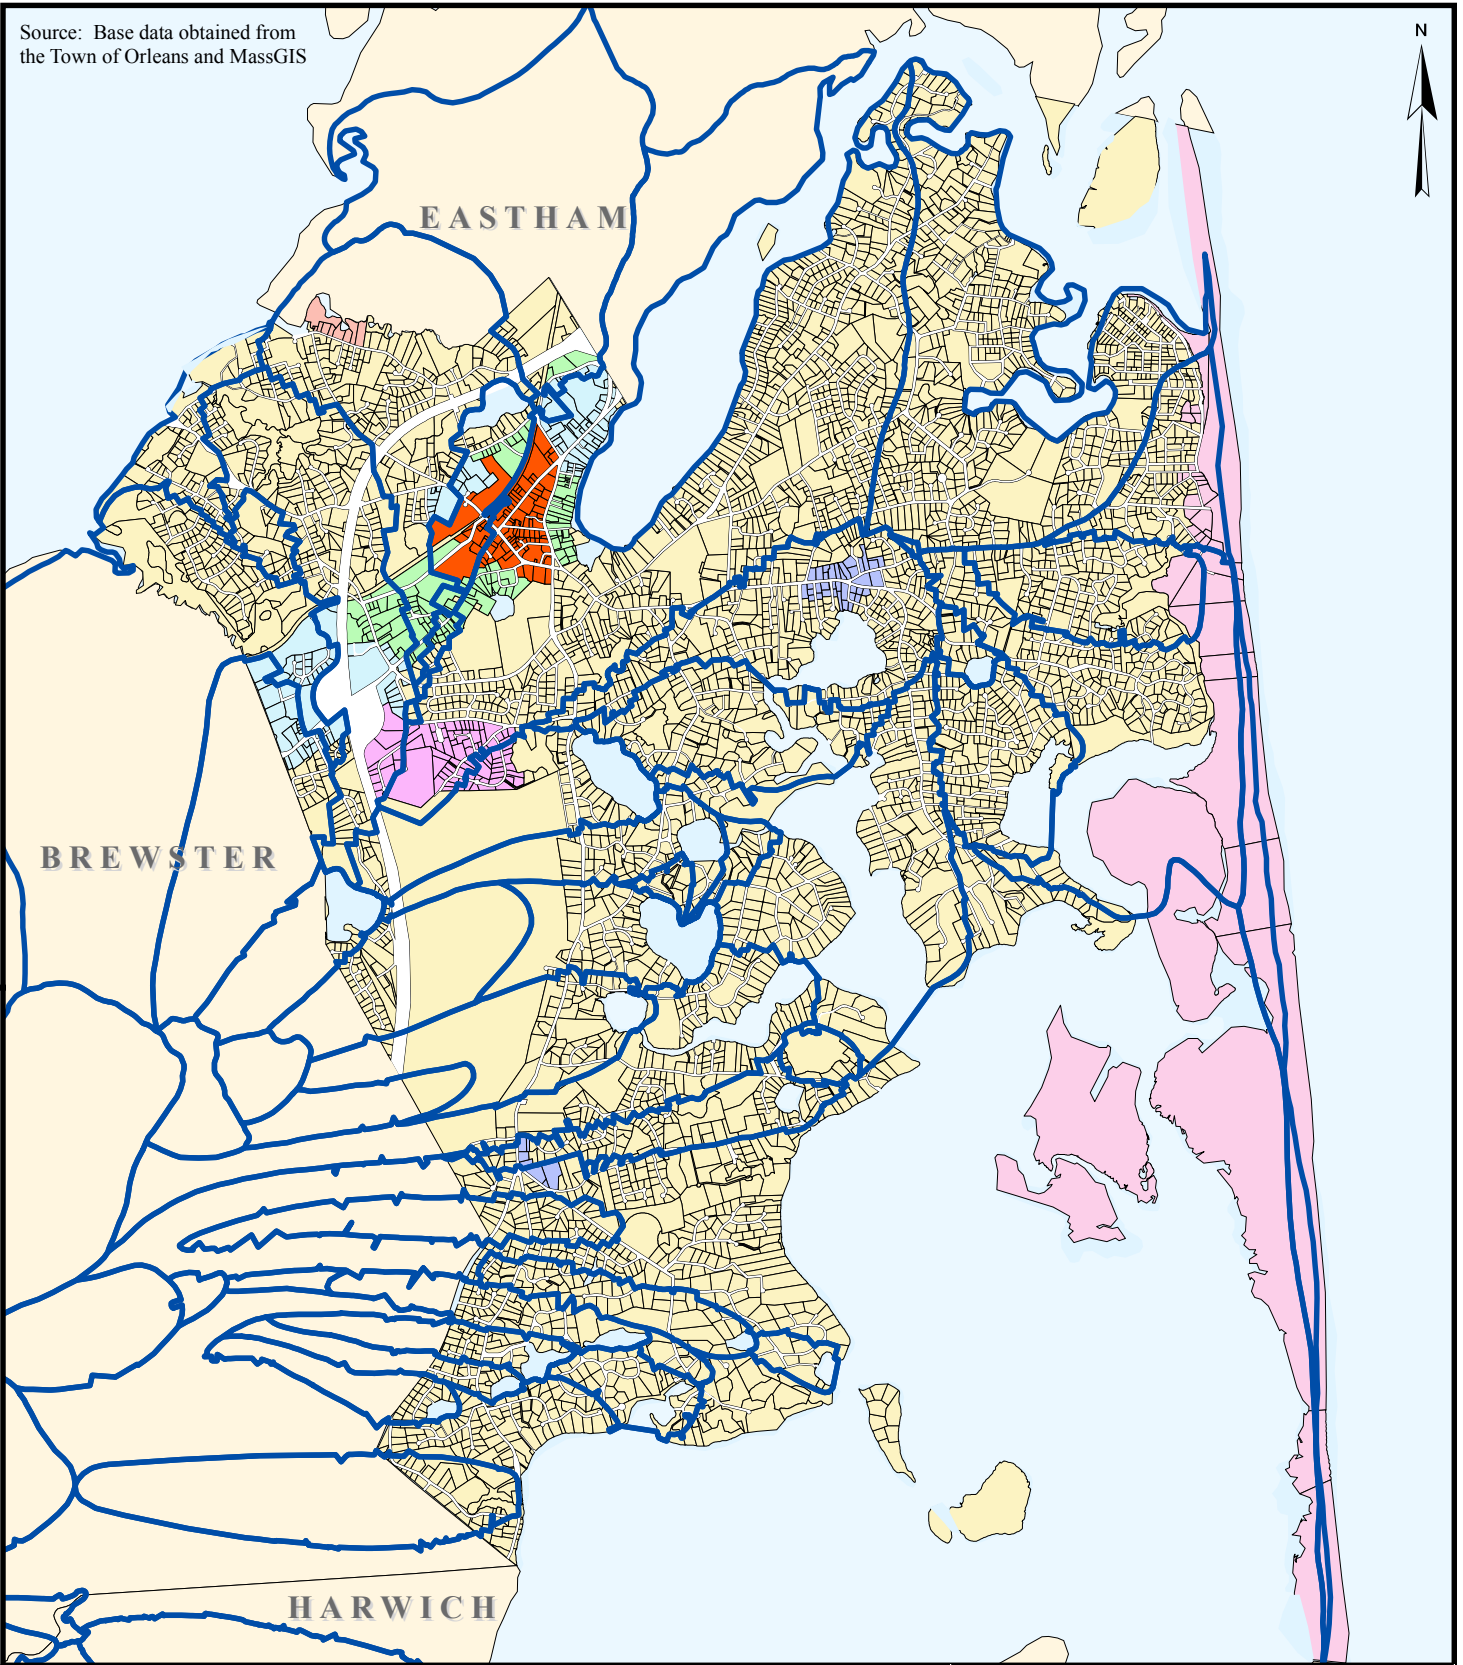 Source: Base data obtained from
the Town of Orleans and MassGIS
N
EASTHAM
BREWSTER
HARWICH